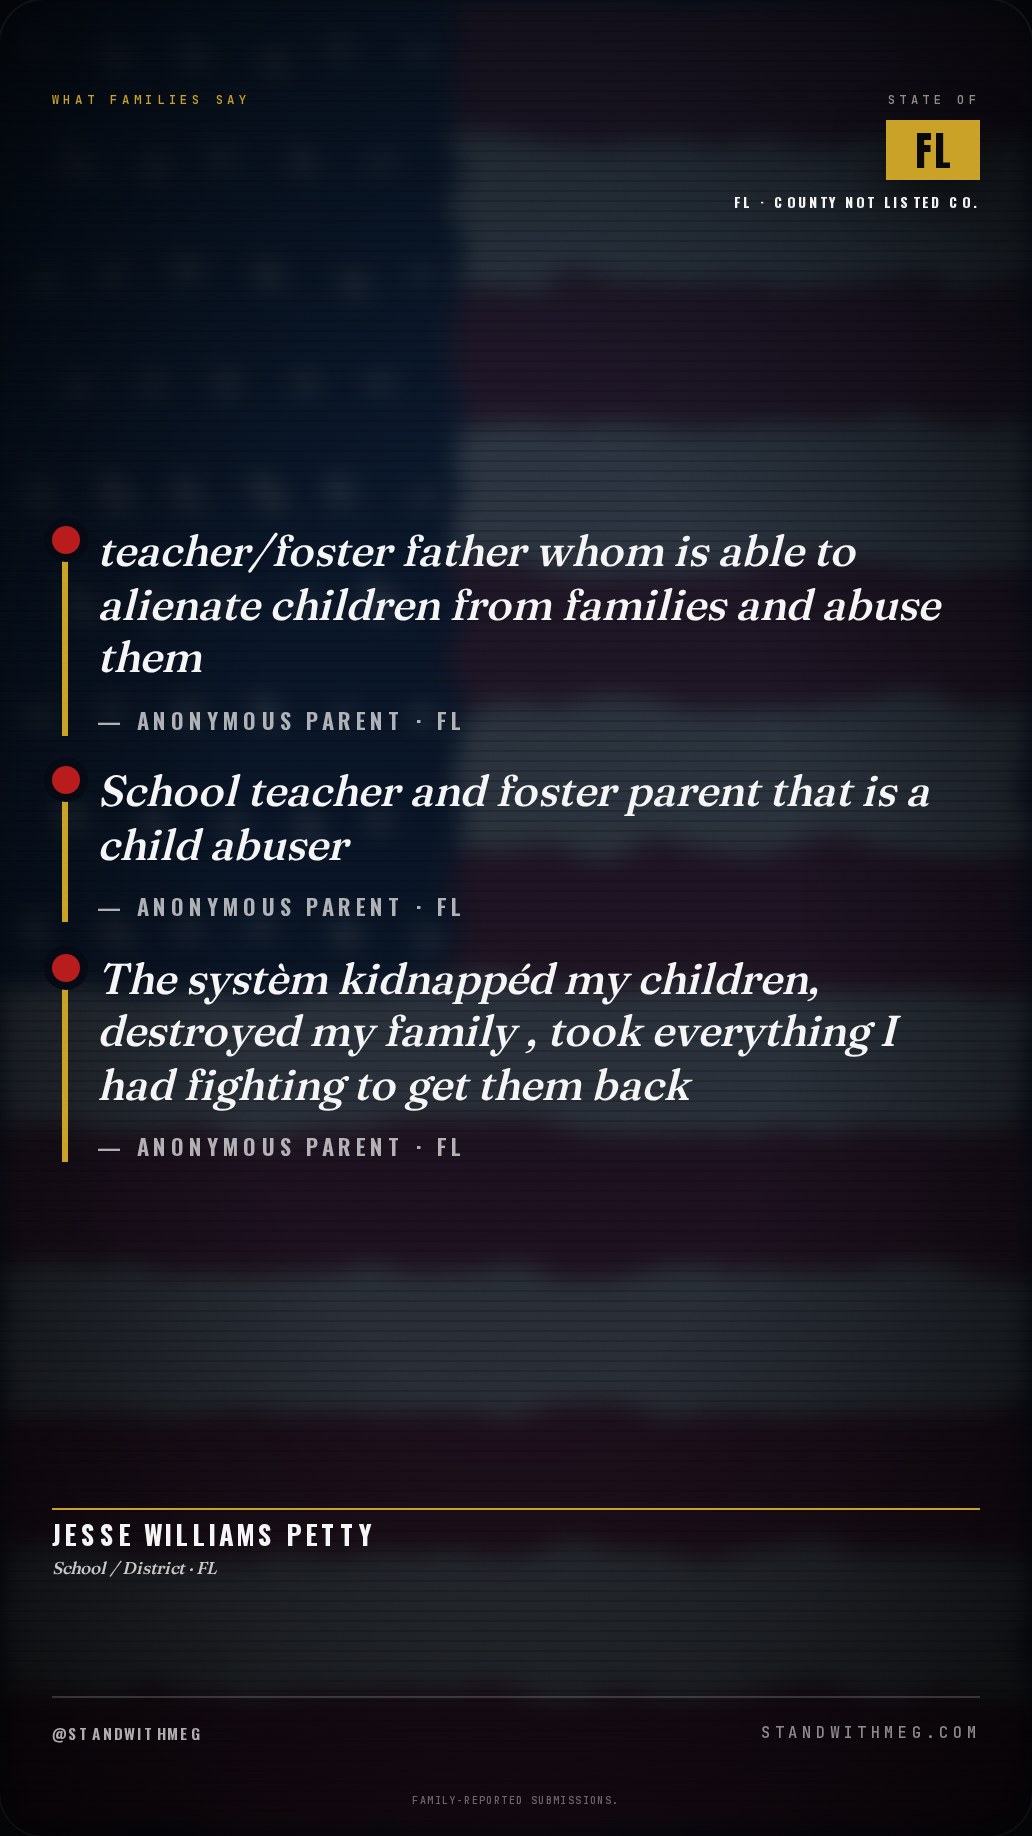 WHAT FAMILIES SAY
STATE OF
FL
FL · COUNTY NOT LISTED CO.
teacher/foster father whom is able to
alienate children from families and abuse
them
— ANONYMOUS PARENT · FL
School teacher and foster parent that is a
child abuser
— ANONYMOUS PARENT · FL
The systèm kidnappéd my children,
destroyed my family , took everything I
had fighting to get them back
— ANONYMOUS PARENT · FL
JESSE WILLIAMS PETTY
School / District · FL
@STANDWITHMEG
STANDWITHMEG.COM
FAMILY-REPORTED SUBMISSIONS.